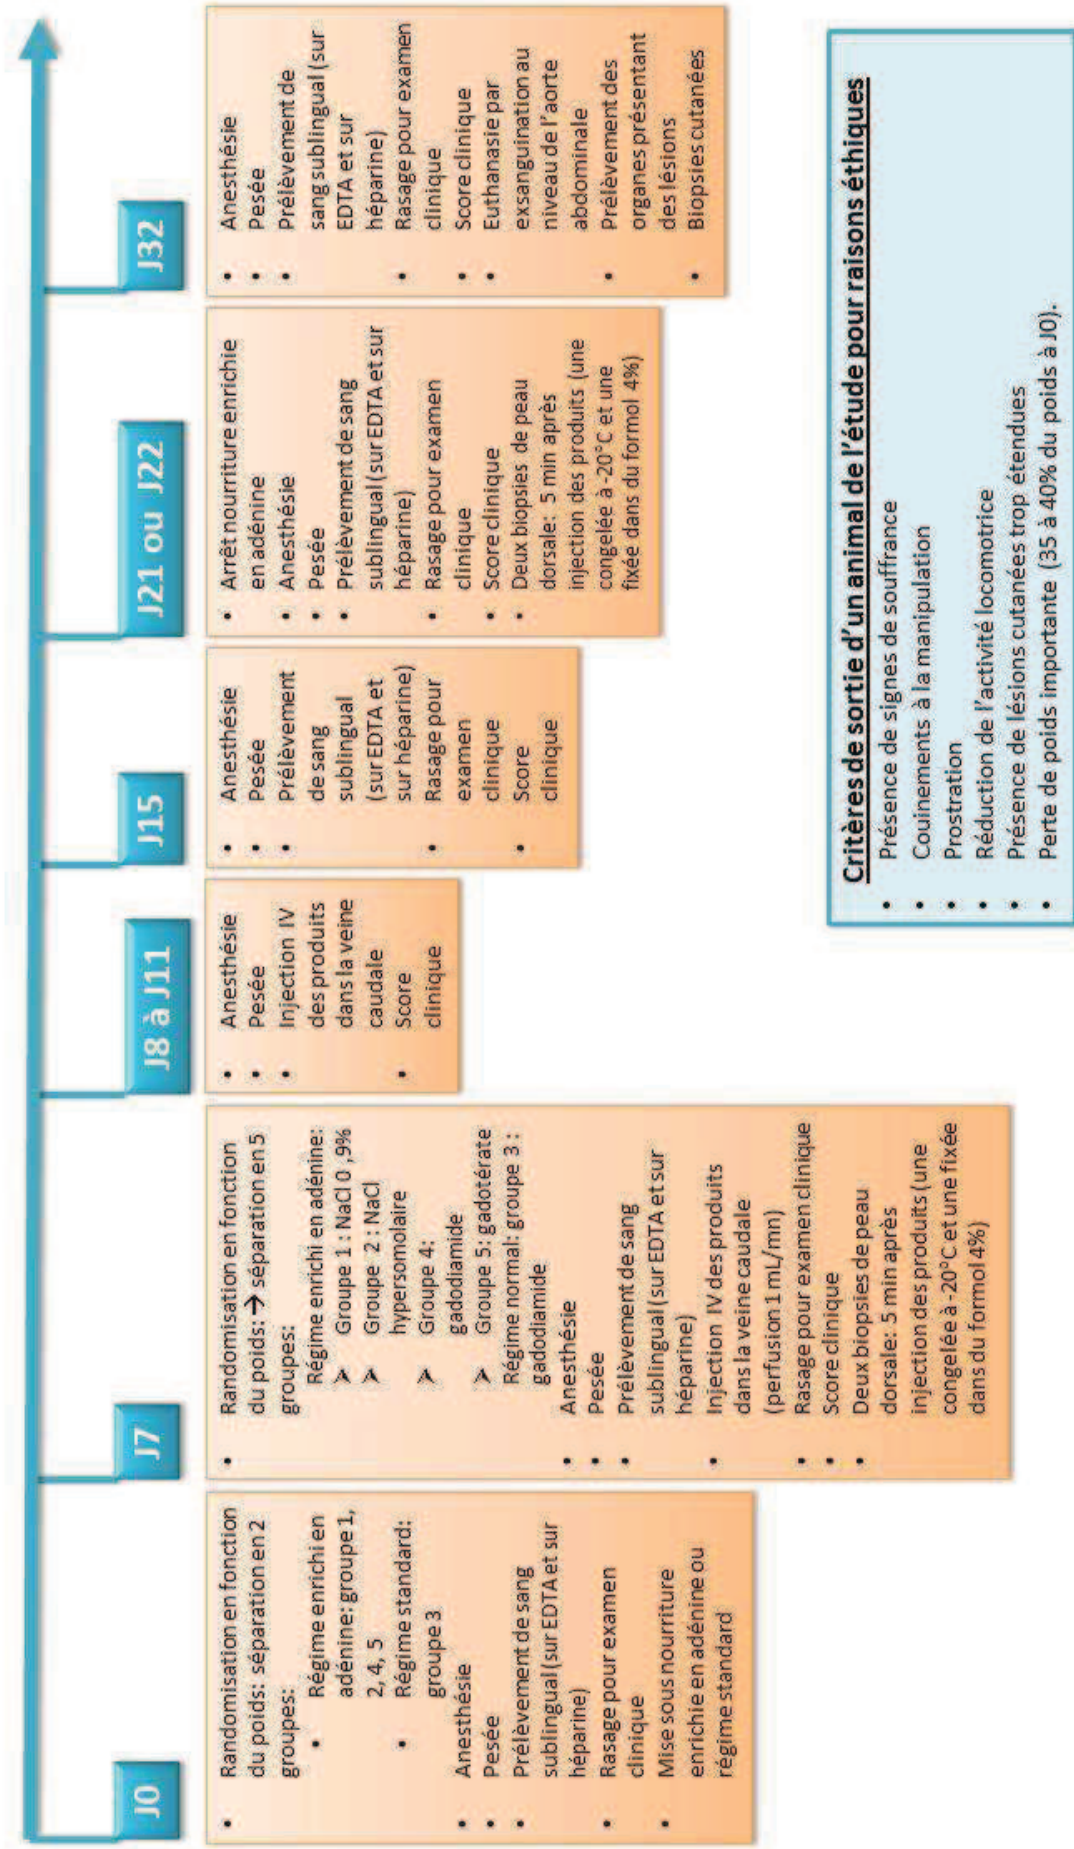 J0
Randomisation en fonction
du poids: séparation en 2
groupes:
Régime enrichi en
adénine: groupe 1,
2, 4, 5
Régime standard:
groupe 3
Anesthésie
Pesée
Prélèvement de sang
sublingual (sur EDTA et sur
héparine)
Rasage pour examen
clinique
Mise sous nourriture
enrichie en adénine ou
régime standard
J7
Randomisation en fonction
du poids: → séparation en 5
groupes:
Régime enrichi en adénine:
Groupe 1 : NaCl 0 ,9%
Groupe 2 : NaCl
hypersomolaire
Groupe 4:
gadodiamide
Groupe 5: gadotérate
Régime normal: groupe 3 :
gadodiamide
Anesthésie
Pesée
Prélèvement de sang
sublingual (sur EDTA et sur
héparine)
Injection IV des produits
dans la veine caudale
(perfusion 1 mL/mn)
Rasage pour examen clinique
Score clinique
Deux biopsies de peau
dorsale: 5 min après
injection des produits (une
congelée à -20°C et une fixée
dans du formol 4%)
J8 à J11
Anesthésie
Pesée
Injection IV
des produits
dans la veine
caudale
Score
clinique
J15
Anesthésie
Pesée
Prélèvement
de sang
sublingual
(sur EDTA et
sur héparine)
Rasage pour
examen
clinique
Score
clinique
J21 ou J22
Arrêt nourriture enrichie
en adénine
Anesthésie
Pesée
Prélèvement de sang
sublingual (sur EDTA et sur
héparine)
Rasage pour examen
clinique
Score clinique
Deux biopsies de peau
dorsale: 5 min après
injection des produits (une
congelée à -20°C et une
fixée dans du formol 4%)
J32
Anesthésie
Pesée
Prélèvement de
sang sublingual (sur
EDTA et sur
héparine)
Rasage pour examen
clinique
Score clinique
Euthanasie par
exsanguination au
niveau de l'aorte
abdominale
Prélèvement des
organes présentant
des lésions
Biopsies cutanées
Critères de sortie d'un animal de l'étude pour raisons éthiques
Présence de signes de souffrance
Couinements à la manipulation
Prostration
Réduction de l'activité locomotrice
Présence de lésions cutanées trop étendues
Perte de poids importante (35 à 40% du poids à J0).